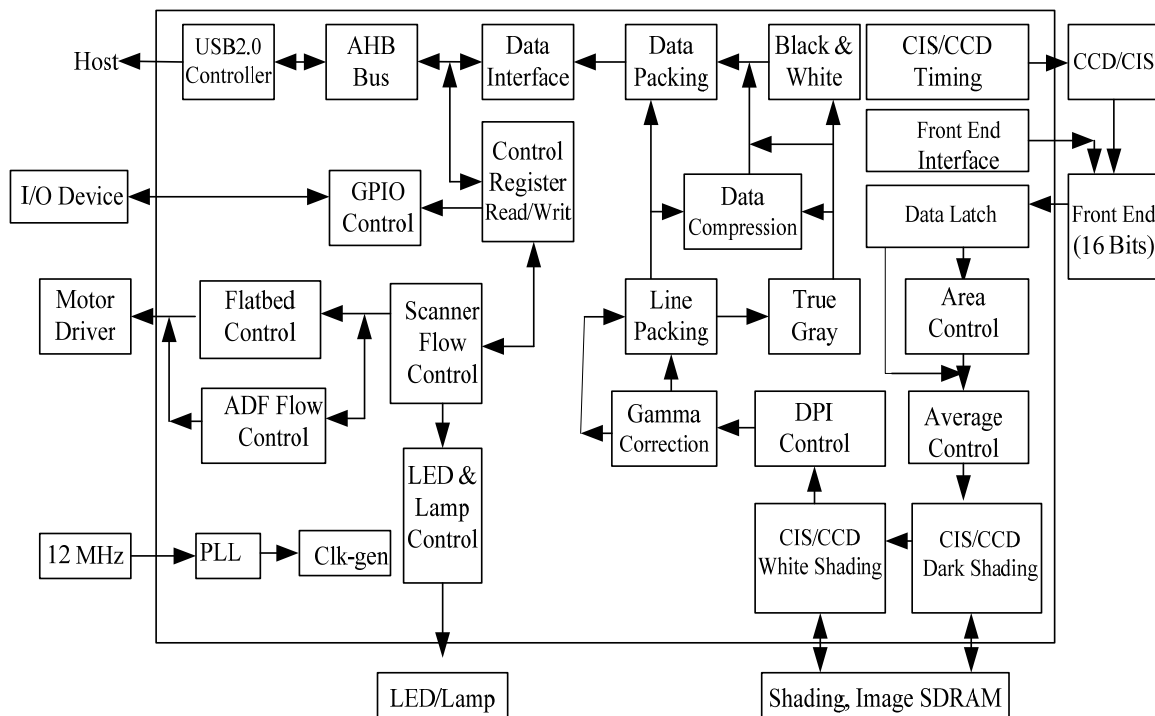 Host
USB2.0
Controller
AHB
Bus
Data
Interface
Data
Packing
Black &
White
CIS/CCD
Timing
CCD/CIS
Front End
Interface
I/O Device
GPIO
Control
Control
Register
Read/Writ
Data
Compression
Data Latch
Front End
(16 Bits)
Motor
Driver
Flatbed
Control
Scanner
Flow
Control
Line
Packing
True
Gray
Area
Control
ADF Flow
Control
Gamma
Correction
DPI
Control
Average
Control
LED &
Lamp
Control
12 MHz
PLL
Clk-gen
CIS/CCD
White Shading
CIS/CCD
Dark Shading
LED/Lamp
Shading, Image SDRAM